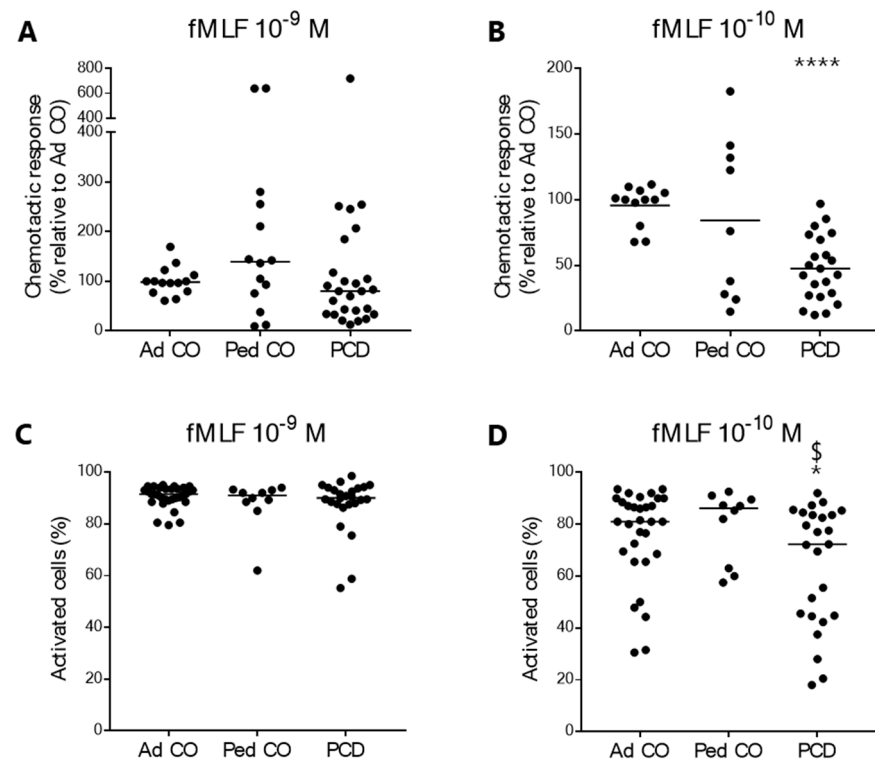 A
fMLF 10⁻⁹ M
Chemotactic response
(% relative to Ad CO)
800
600
400
400
300
200
100
0
Ad CO Ped CO PCD
B
fMLF 10⁻¹⁰ M
****
Chemotactic response
(% relative to Ad CO)
200
150
100
50
0
Ad CO Ped CO PCD
C
fMLF 10⁻⁹ M
Activated cells (%)
100
80
60
40
20
0
Ad CO Ped CO PCD
D
fMLF 10⁻¹⁰ M
$
*
Activated cells (%)
100
80
60
40
20
0
Ad CO Ped CO PCD